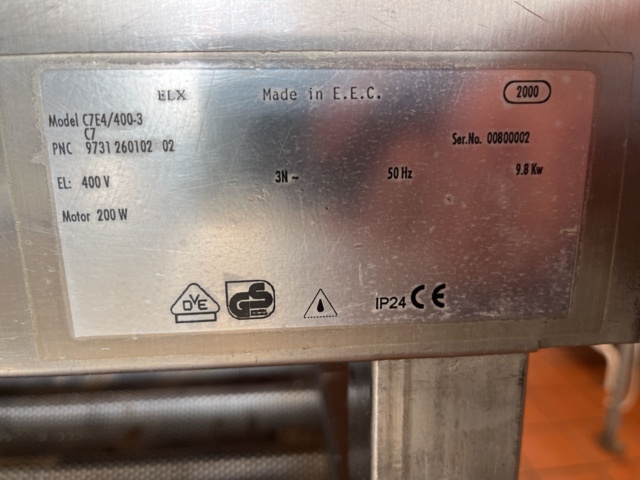 ELX Made in E.E.C. 2000
Model C7E4/400-3
C7
PNC 9731 260102 02 Ser.No. 00800002
EL: 400 V 3N ~ 50 Hz 9.8 Kw
Motor 200 W
DVE GS IP24 CE